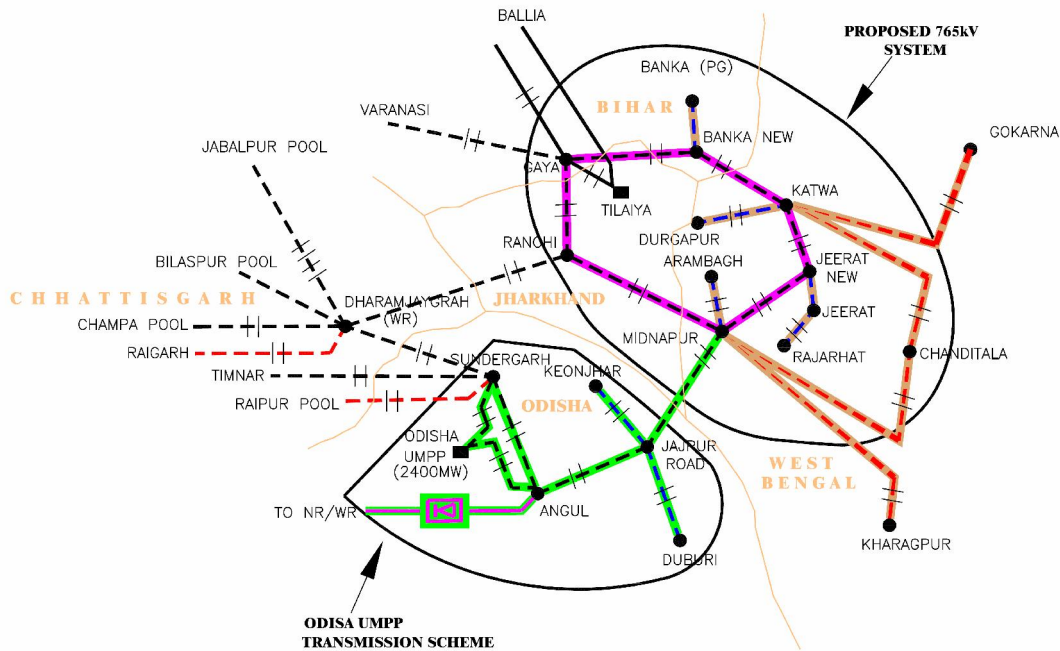 BALLIA
PROPOSED 765kV
SYSTEM
BANKA (PG)
BIHAR
VARANASI
BANKA NEW
GOKARNA
JABALPUR POOL
GAYA
KATWA
TILAIYA
DURGAPUR
RANCHI
ARAMBAGH
JEERAT
NEW
BILASPUR POOL
CHHATTISGARH
DHARAMJAYGRAH
(WR)
JHARKHAND
JEERAT
CHAMPA POOL
MIDNAPUR
RAIGARH
RAJARHAT
CHANDITALA
SUNDERGARH
KEONJHAR
TIMNAR
RAIPUR POOL
ODISHA
ODISHA
UMPP
(2400MW)
JAJPUR
ROAD
WEST
BENGAL
TO NR/WR
ANGUL
KHARAGPUR
DUBURI
ODISA UMPP
TRANSMISSION SCHEME